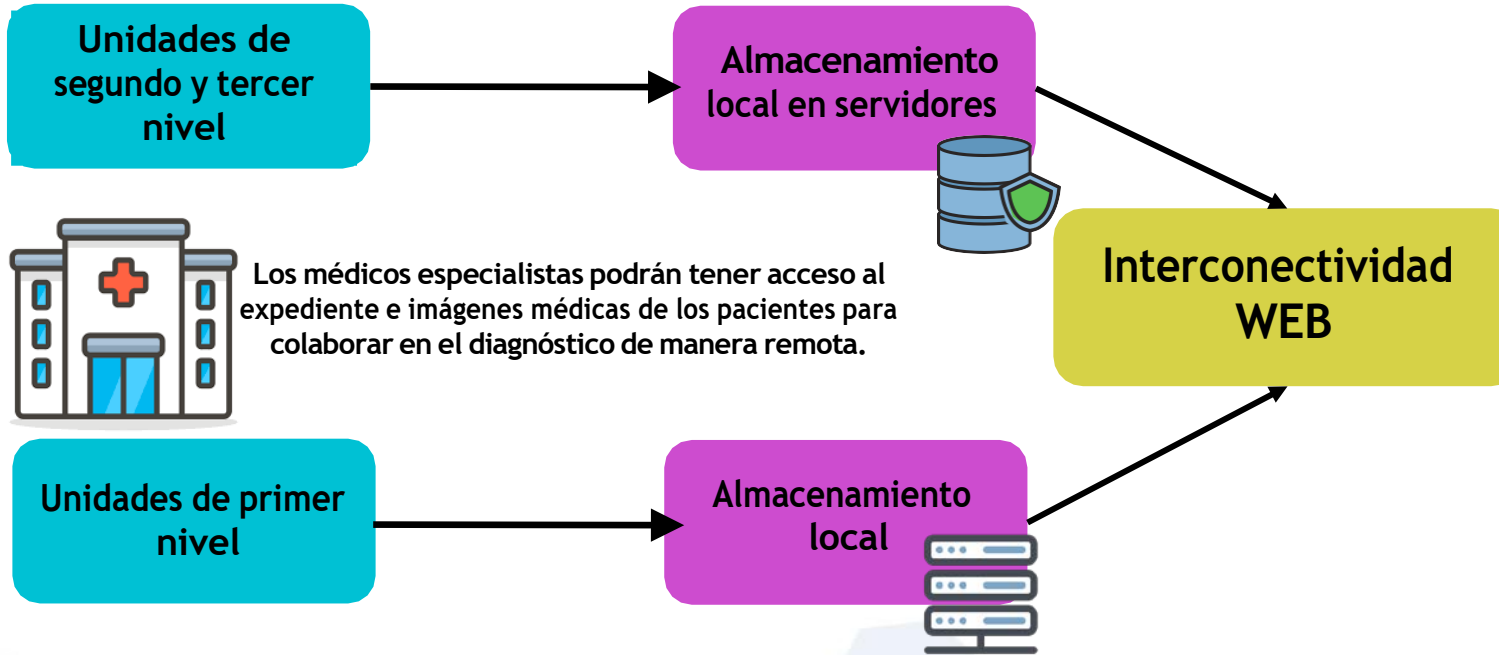 Unidades de
segundo y tercer
nivel
Almacenamiento
local en servidores
Los médicos especialistas podrán tener acceso al
expediente e imágenes médicas de los pacientes para
colaborar en el diagnóstico de manera remota.
Interconectividad
WEB
Unidades de primer
nivel
Almacenamiento
local